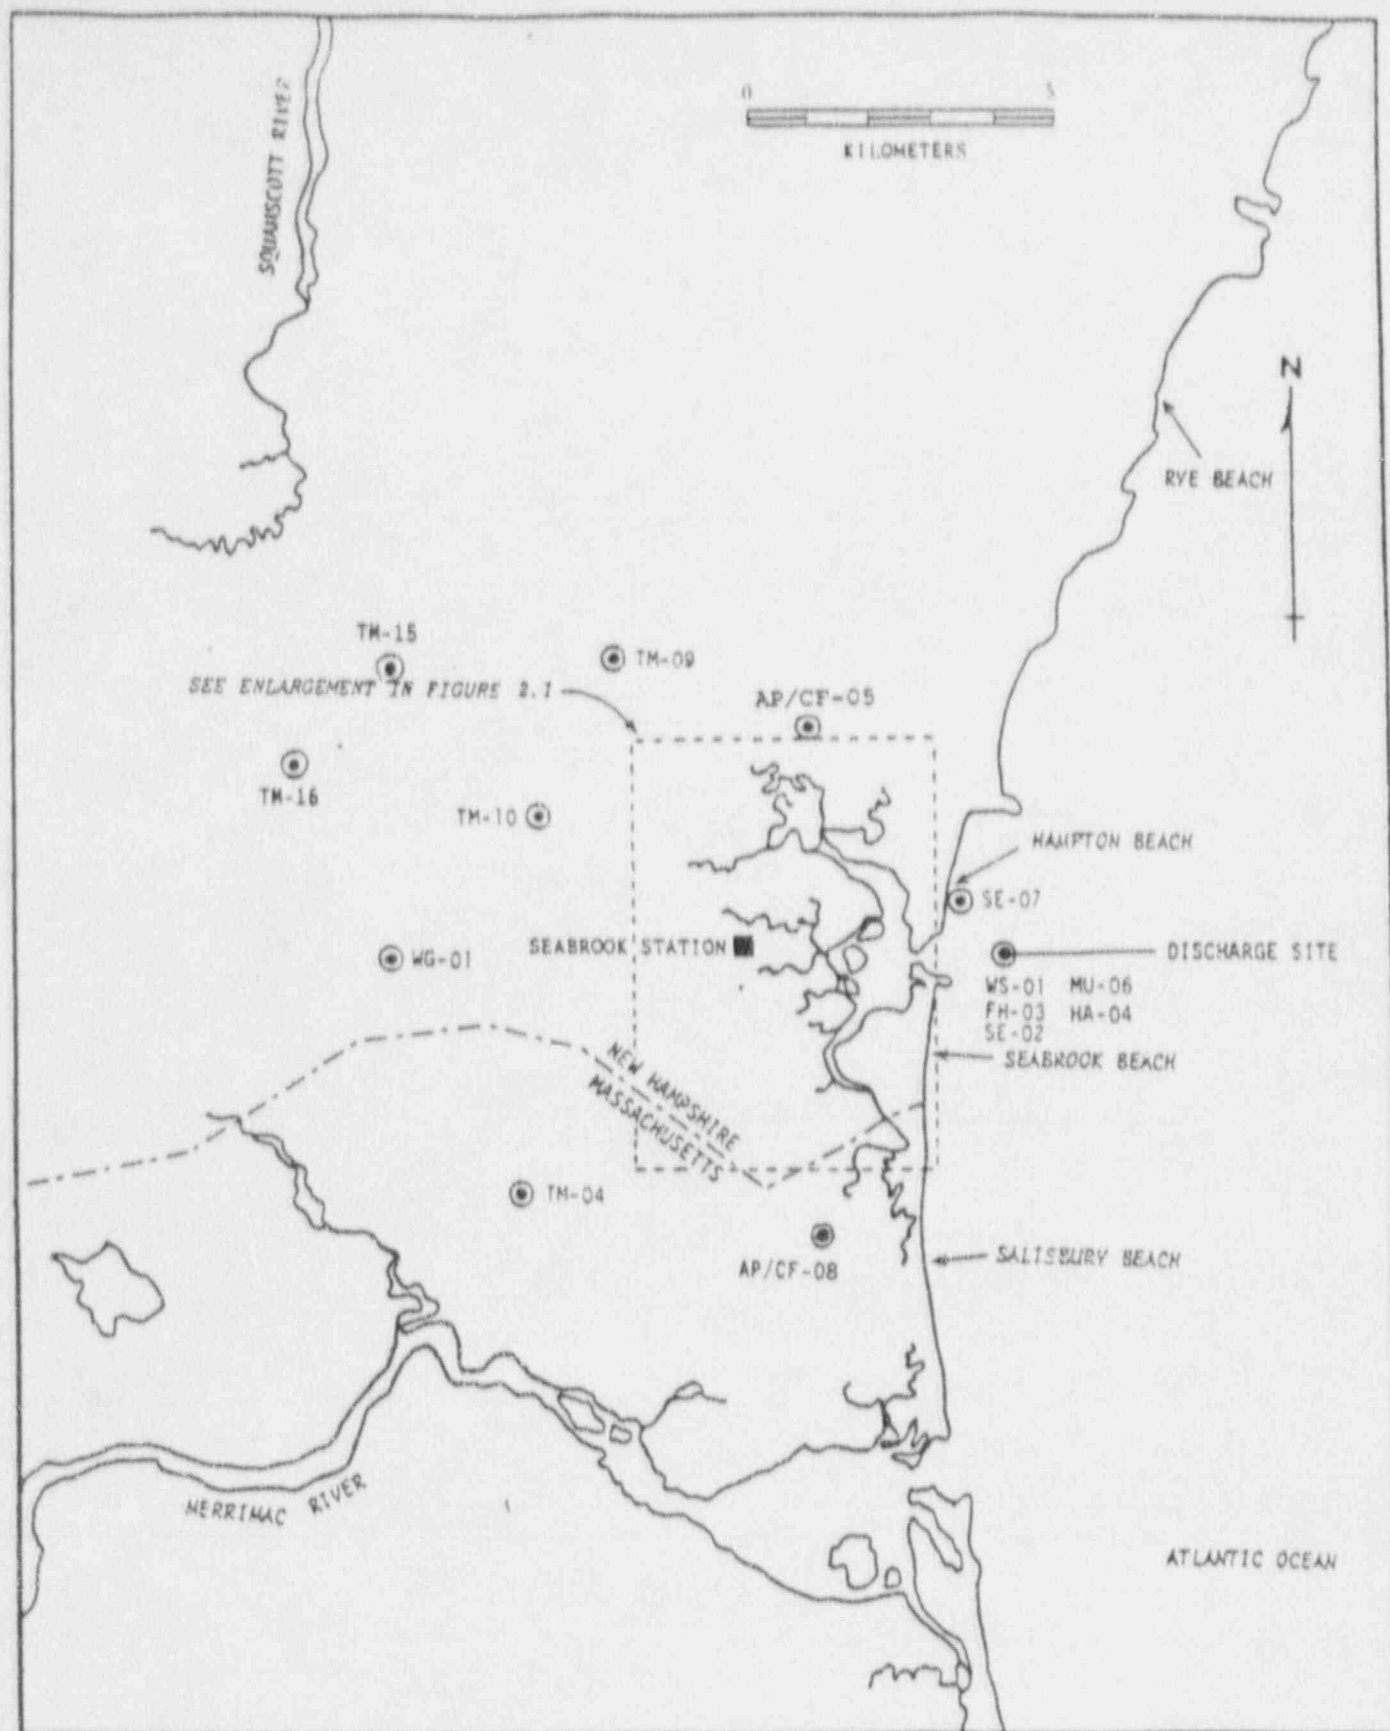 SQUAMSCOTT RIVER
0 5
KILOMETERS
N
RYE BEACH
TM-15
TM-09
SEE ENLARGEMENT IN FIGURE 2.1
AP/CF-05
TM-16
TM-10
HAMPTON BEACH
SE-07
WG-01
SEABROOK STATION
DISCHARGE SITE
WS-01 MU-06
FH-03 HA-04
SE-02
SEABROOK BEACH
NEW HAMPSHIRE
MASSACHUSETTS
TM-04
SALISBURY BEACH
AP/CF-08
MERRIMAC RIVER
ATLANTIC OCEAN